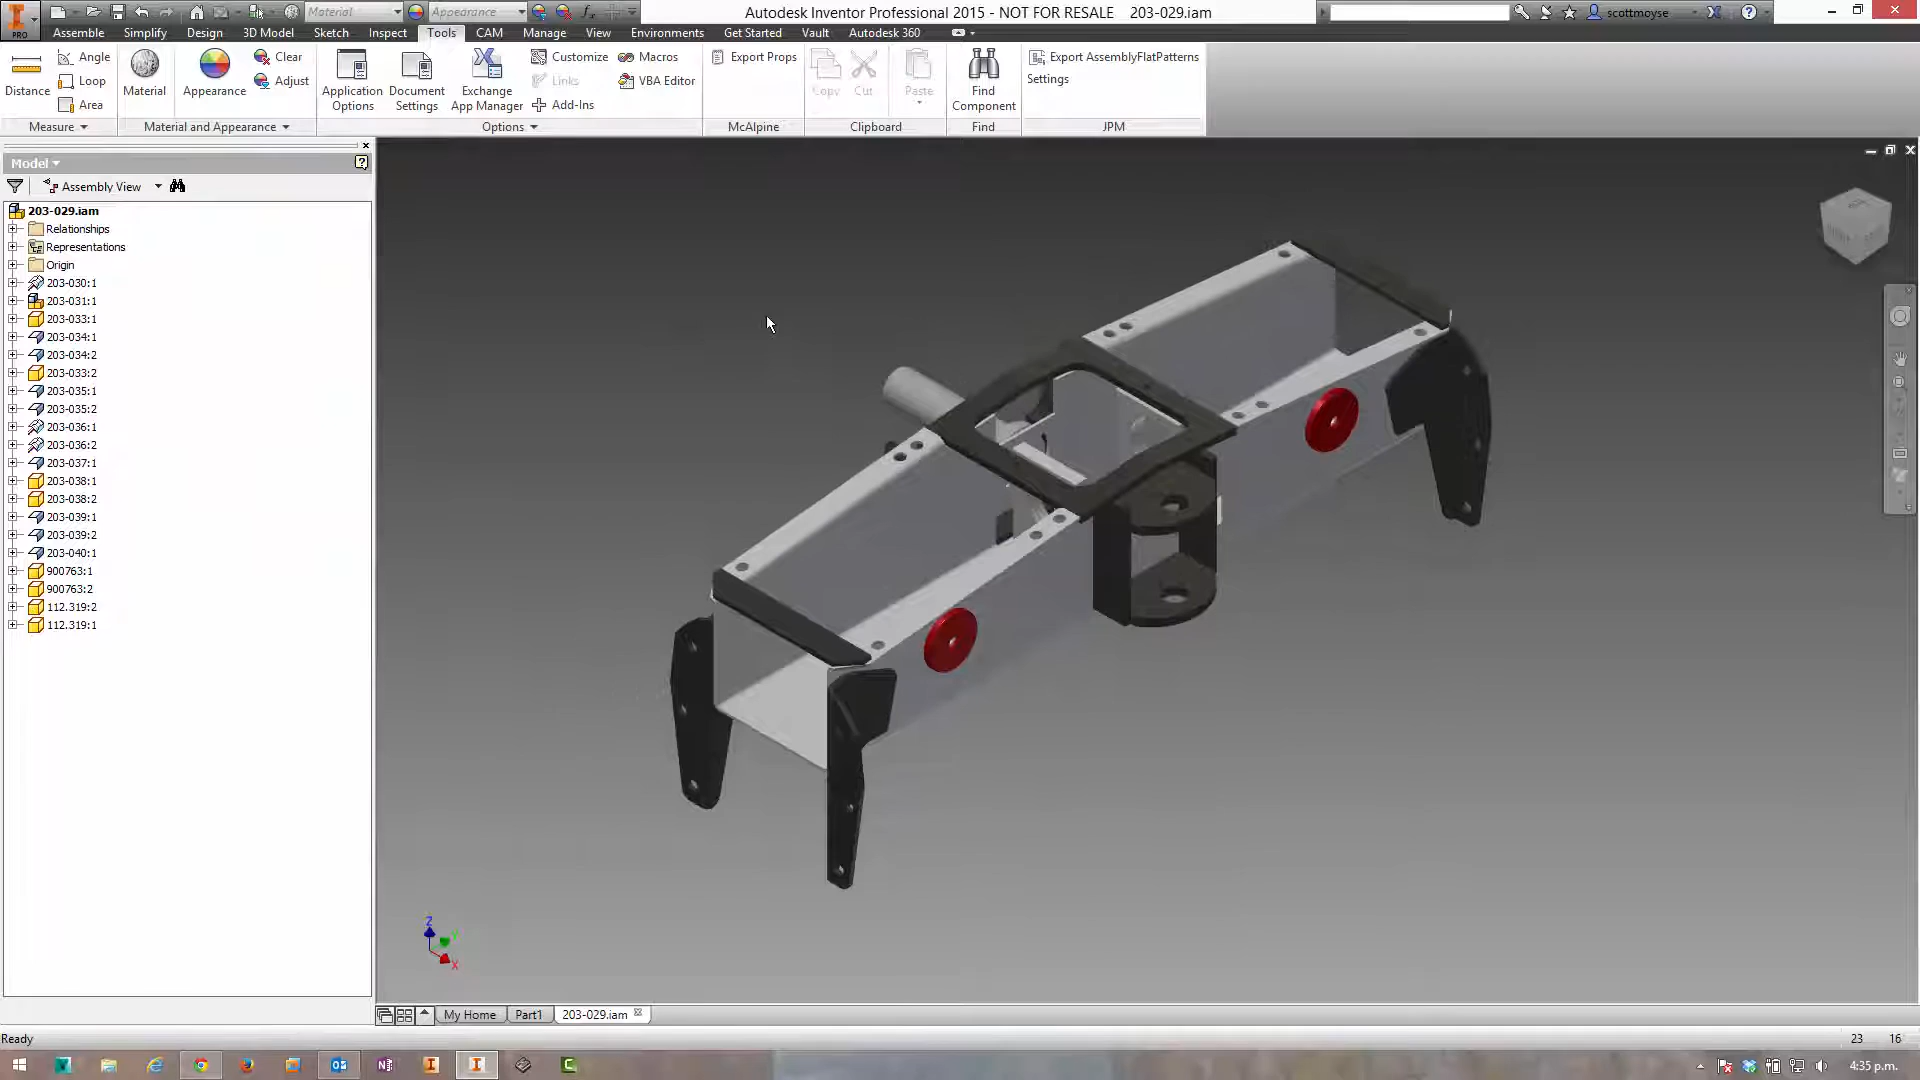 PRO
Material
Appearance
Autodesk Inventor Professional 2015 - NOT FOR RESALE 203-029.iam
scottmoyse
Assemble Simplify Design 3D Model Sketch Inspect Tools CAM Manage View Environments Get Started Vault Autodesk 360
Distance
Angle
Loop
Area
Measure
Material
Appearance
Clear
Adjust
Material and Appearance
Application Options
Document Settings
Exchange App Manager
Customize
Links
Add-Ins
Macros
VBA Editor
Options
Export Props
McAlpine
Copy
Cut
Paste
Clipboard
Find Component
Find
Export AssemblyFlatPatterns
Settings
JPM
Model
Assembly View
203-029.iam
Relationships
Representations
Origin
203-030:1
203-031:1
203-033:1
203-034:1
203-034:2
203-033:2
203-035:1
203-035:2
203-036:1
203-036:2
203-037:1
203-038:1
203-038:2
203-039:1
203-039:2
203-040:1
900763:1
900763:2
112.319:2
112.319:1
Z
Y
X
My Home Part1 203-029.iam
Ready
23 16
4:35 p.m.